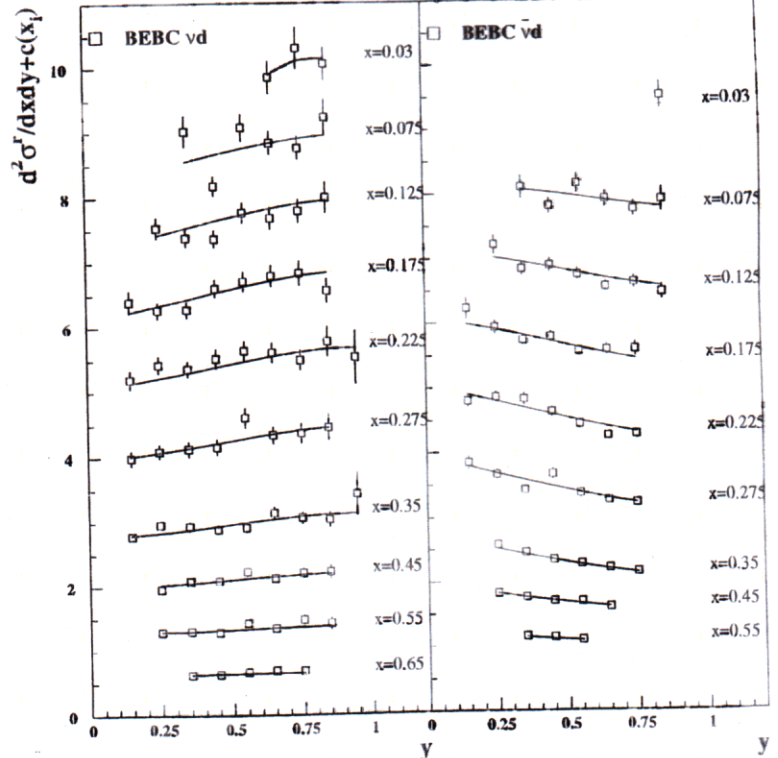 d²σʳ/dxdy+c(xᵢ)
BEBC νd
x=0.03
x=0.075
x=0.125
x=0.175
x=0.225
x=0.275
x=0.35
x=0.45
x=0.55
x=0.65
10
8
6
4
2
0
0 0.25 0.5 0.75 1
y
BEBC ν̄d
x=0.03
x=0.075
x=0.125
x=0.175
x=0.225
x=0.275
x=0.35
x=0.45
x=0.55
0 0.25 0.5 0.75 1
y